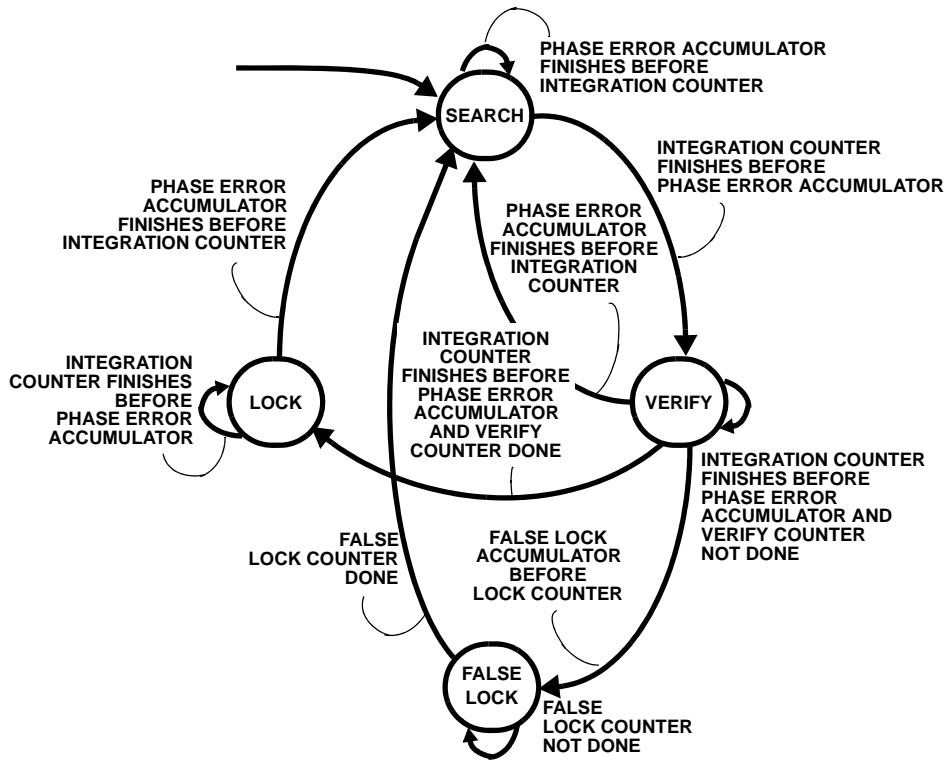 PHASE ERROR ACCUMULATOR
FINISHES BEFORE
INTEGRATION COUNTER
SEARCH
INTEGRATION COUNTER
FINISHES BEFORE
PHASE ERROR ACCUMULATOR
PHASE ERROR
ACCUMULATOR
FINISHES BEFORE
INTEGRATION COUNTER
PHASE ERROR
ACCUMULATOR
FINISHES BEFORE
INTEGRATION
COUNTER
INTEGRATION
COUNTER
FINISHES BEFORE
PHASE ERROR
ACCUMULATOR
AND VERIFY
COUNTER DONE
INTEGRATION
COUNTER FINISHES
BEFORE
PHASE ERROR
ACCUMULATOR
LOCK
VERIFY
INTEGRATION COUNTER
FINISHES BEFORE
PHASE ERROR
ACCUMULATOR AND
VERIFY COUNTER
NOT DONE
FALSE
LOCK COUNTER
DONE
FALSE LOCK
ACCUMULATOR
BEFORE
LOCK COUNTER
FALSE
LOCK
FALSE
LOCK COUNTER
NOT DONE